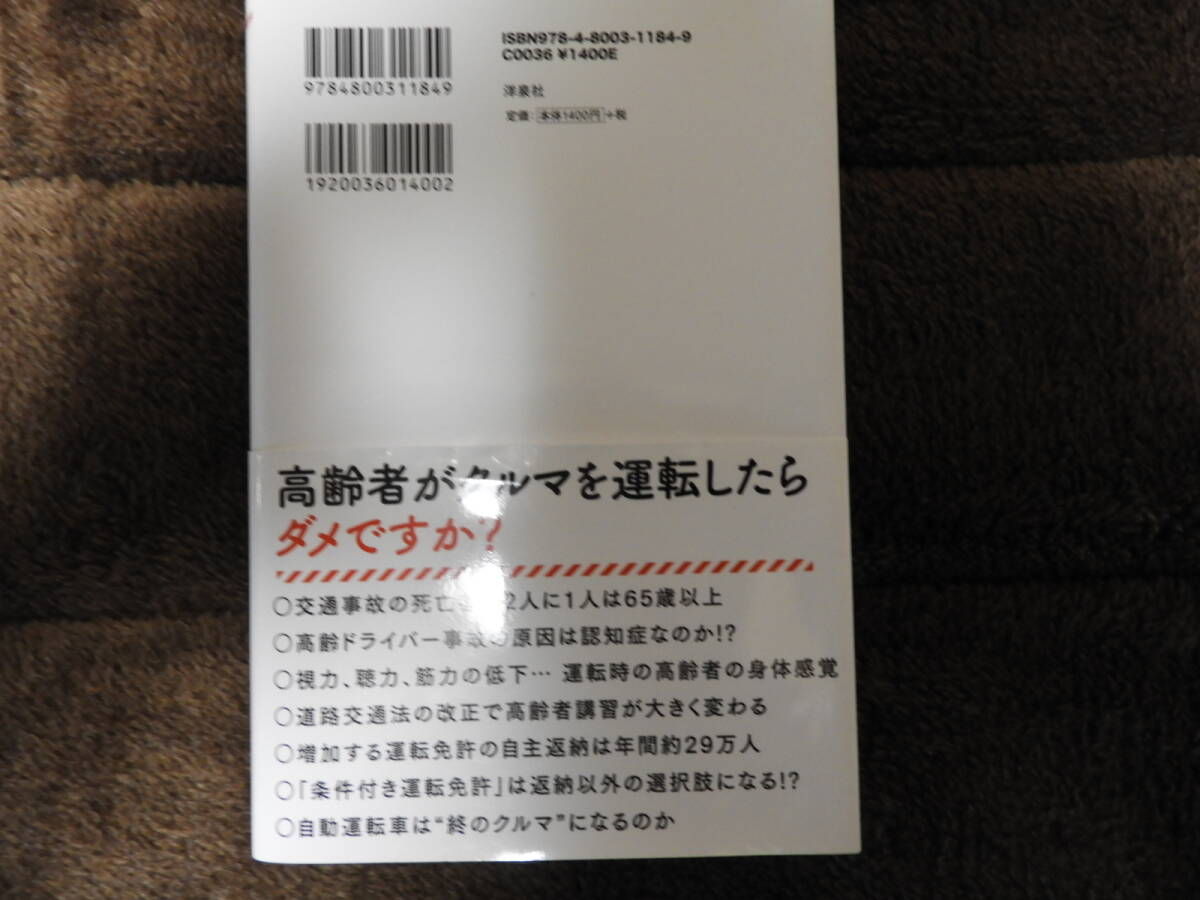 ISBN978-4-8003-1184-9
C0036 ¥1400E
9784800311849
洋泉社
定価：本体1400円＋税
1920036014002
高齢者がクルマを運転したら
ダメですか？
○交通事故の死亡 2人に1人は65歳以上
○高齢ドライバー事故の原因は認知症なのか!?
○視力、聴力、筋力の低下… 運転時の高齢者の身体感覚
○道路交通法の改正で高齢者講習が大きく変わる
○増加する運転免許の自主返納は年間約29万人
○「条件付き運転免許」は返納以外の選択肢になる!?
○自動運転車は“終のクルマ”になるのか